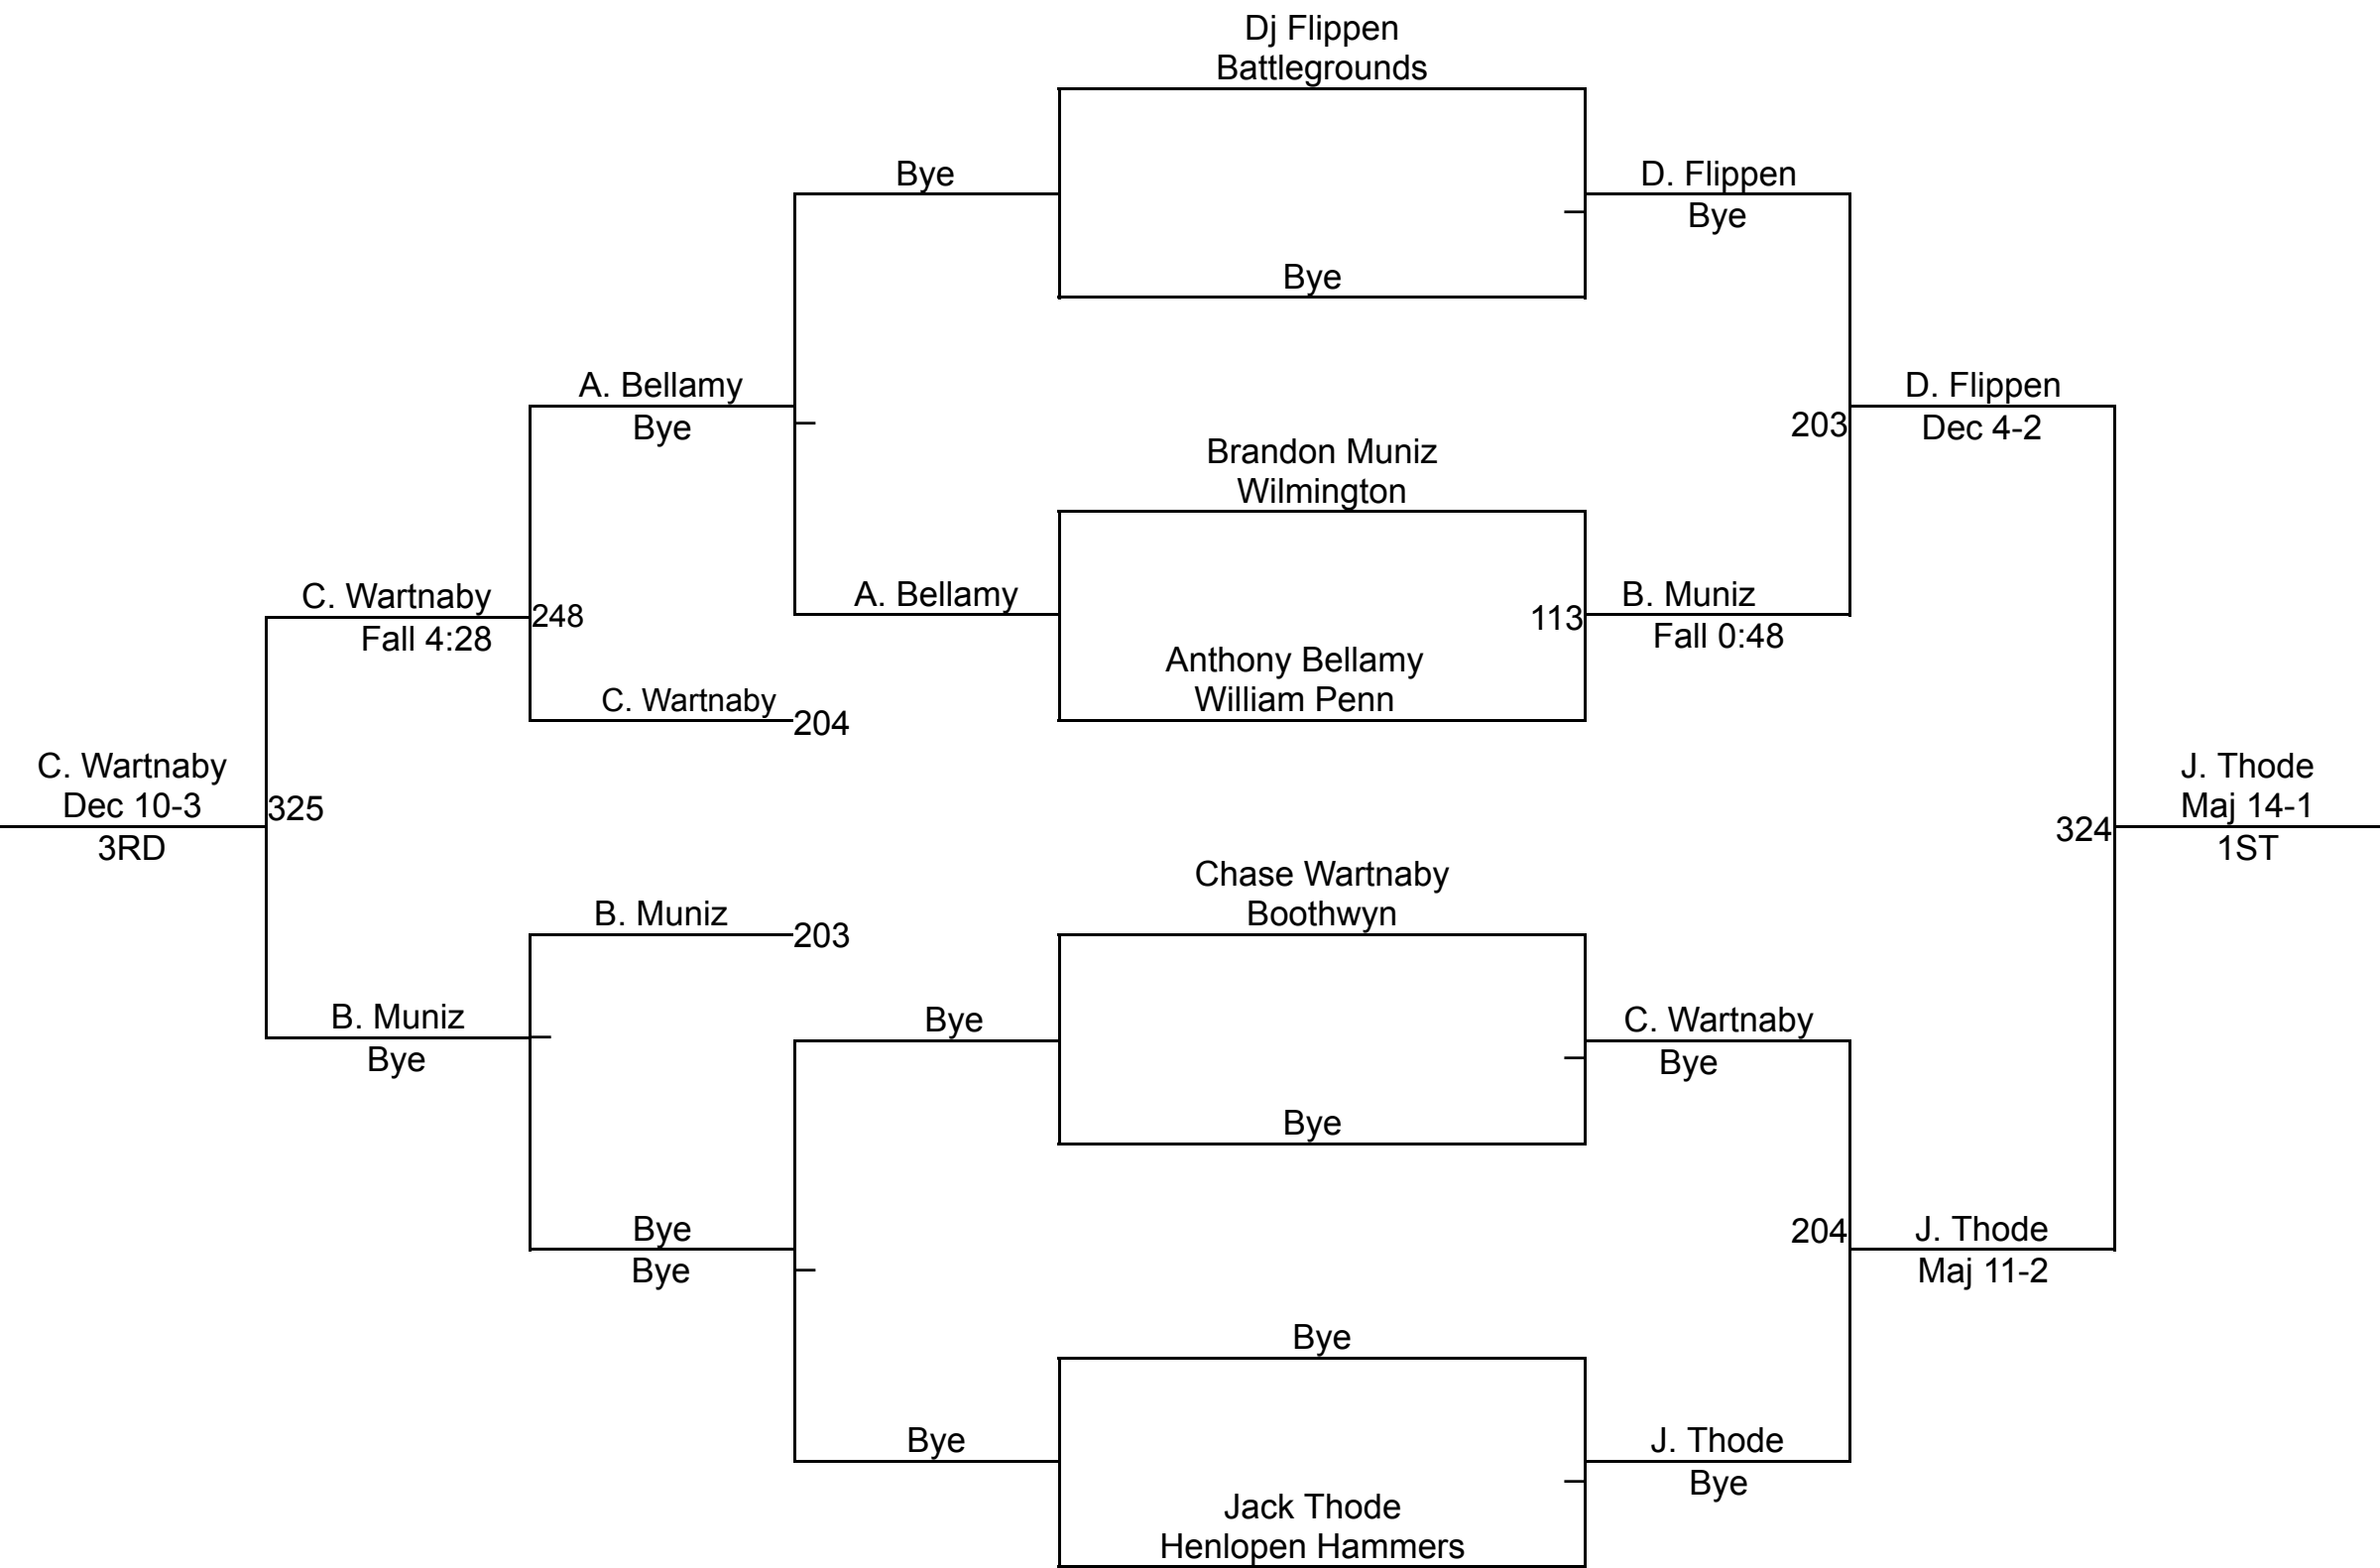 Dj Flippen
Battlegrounds
Bye
D. Flippen
Bye
Bye
A. Bellamy
Bye
D. Flippen
Dec 4-2
203
Brandon Muniz
Wilmington
C. Wartnaby
Fall 4:28
248
A. Bellamy
113
B. Muniz
Fall 0:48
Anthony Bellamy
William Penn
C. Wartnaby
204
C. Wartnaby
Dec 10-3
3RD
325
J. Thode
Maj 14-1
1ST
324
Chase Wartnaby
Boothwyn
B. Muniz
203
B. Muniz
Bye
Bye
C. Wartnaby
Bye
Bye
Bye
Bye
204
J. Thode
Maj 11-2
Bye
Bye
J. Thode
Bye
Jack Thode
Henlopen Hammers